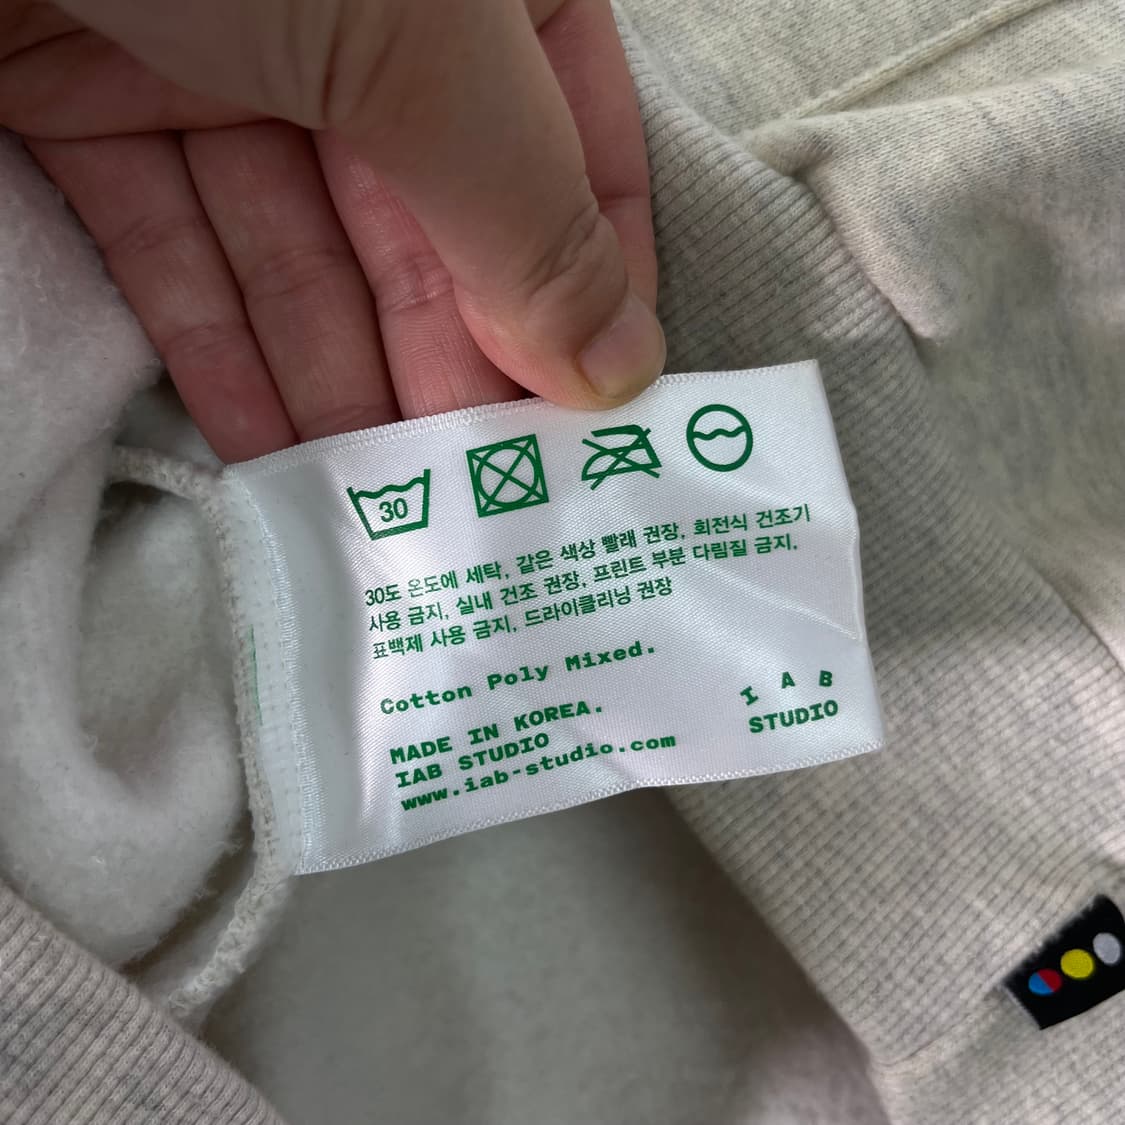 30
30도 온도에 세탁, 같은 색상 빨래 권장, 회전식 건조기
사용 금지, 실내 건조 권장, 프린트 부분 다림질 금지,
표백제 사용 금지, 드라이클리닝 권장
Cotton Poly Mixed.
MADE IN KOREA.
IAB STUDIO
www.iab-studio.com
I A B
STUDIO